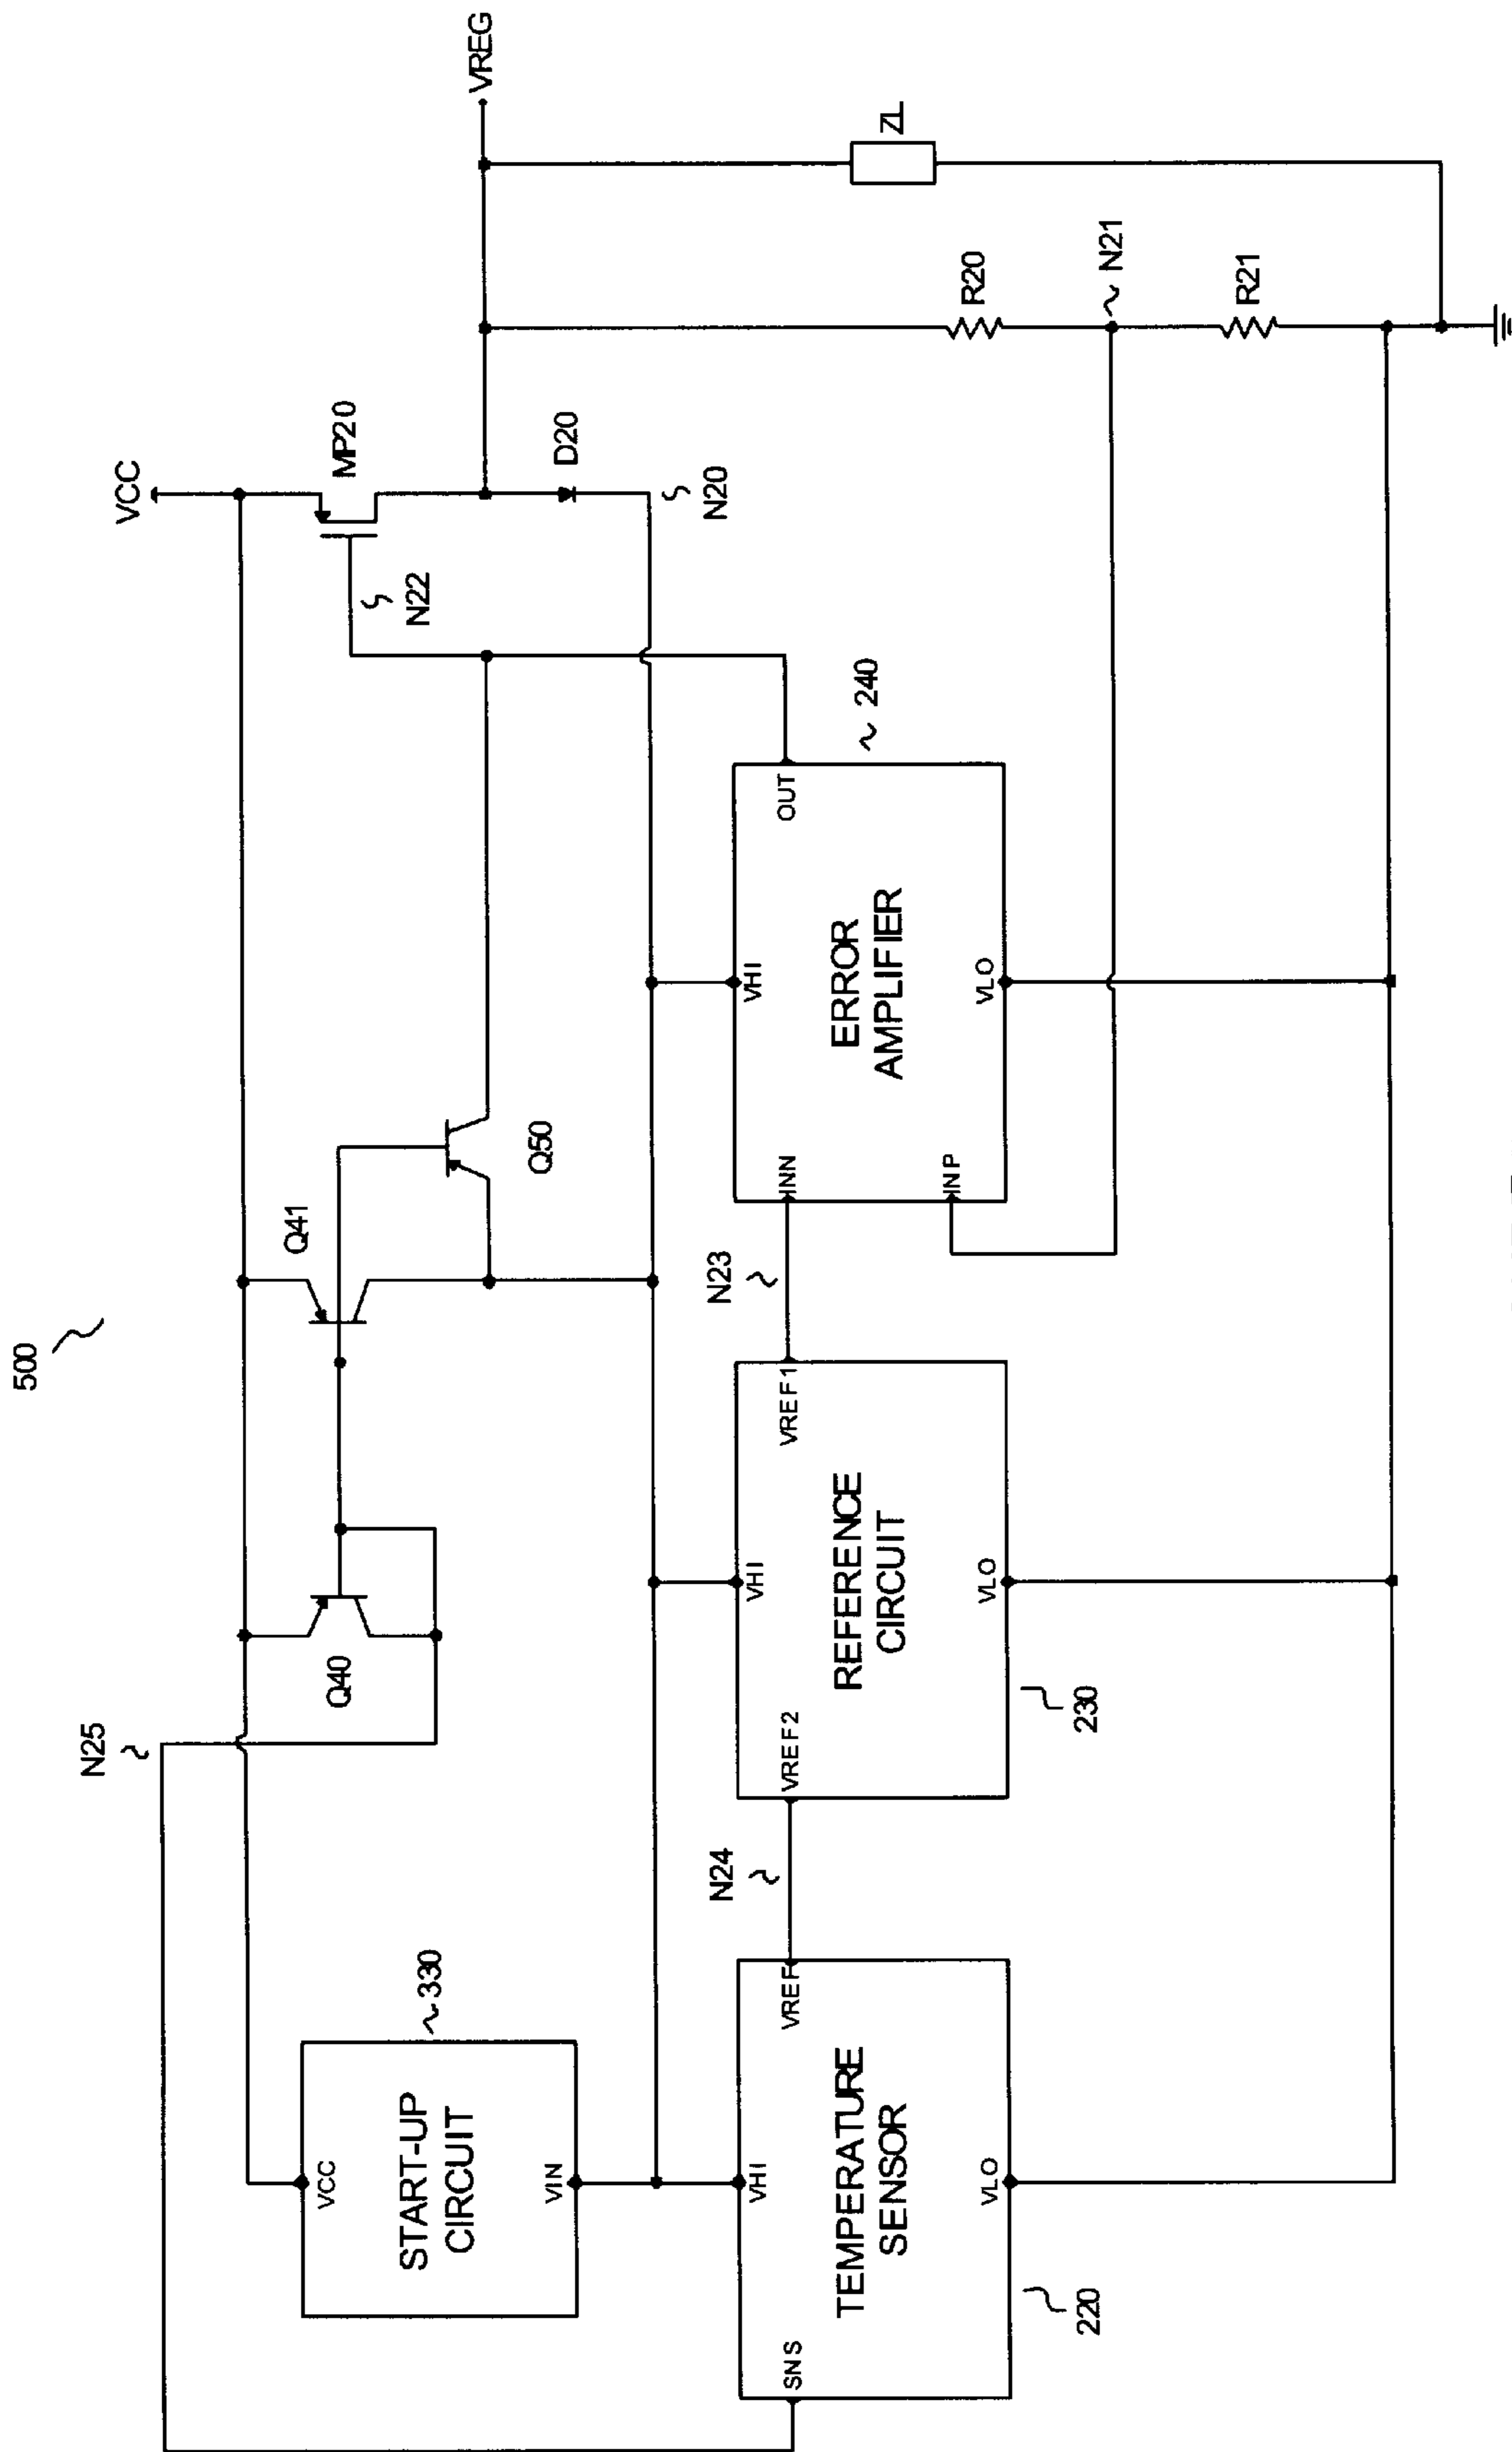 500
N25
VCC
VREG
Q40
Q41
Q50
MP20
N22
D20
N20
START-UP
CIRCUIT
VCC
VIN
330
TEMPERATURE
SENSOR
SNS
VHI
VREF
VLO
220
N24
REFERENCE
CIRCUIT
VREF2
VHI
VREF1
VLO
230
N23
ERROR
AMPLIFIER
INN
INP
VHI
OUT
VLO
240
R20
N21
R21
ZL